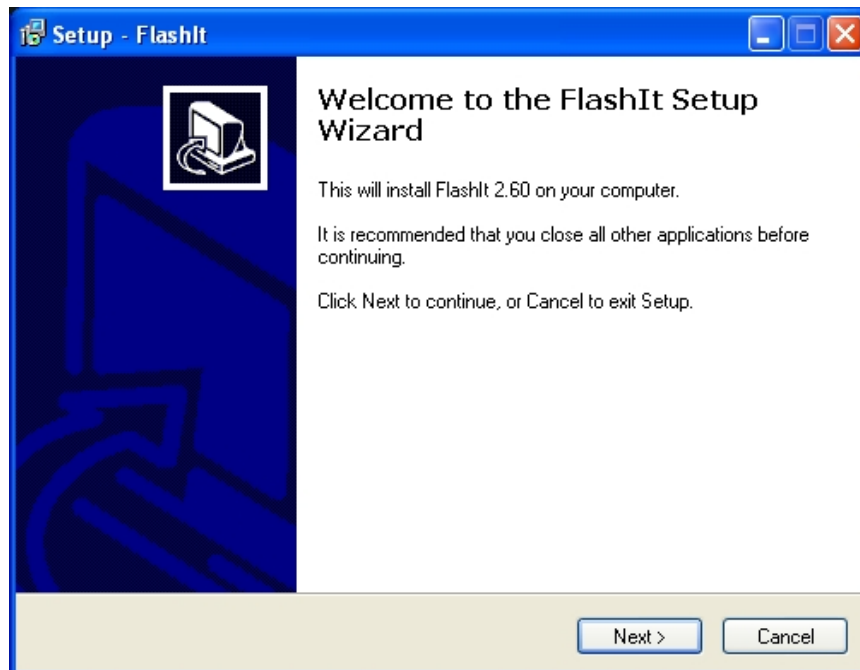 Setup - FlashIt
Welcome to the FlashIt Setup
Wizard
This will install FlashIt 2.60 on your computer.
It is recommended that you close all other applications before
continuing.
Click Next to continue, or Cancel to exit Setup.
Next >
Cancel